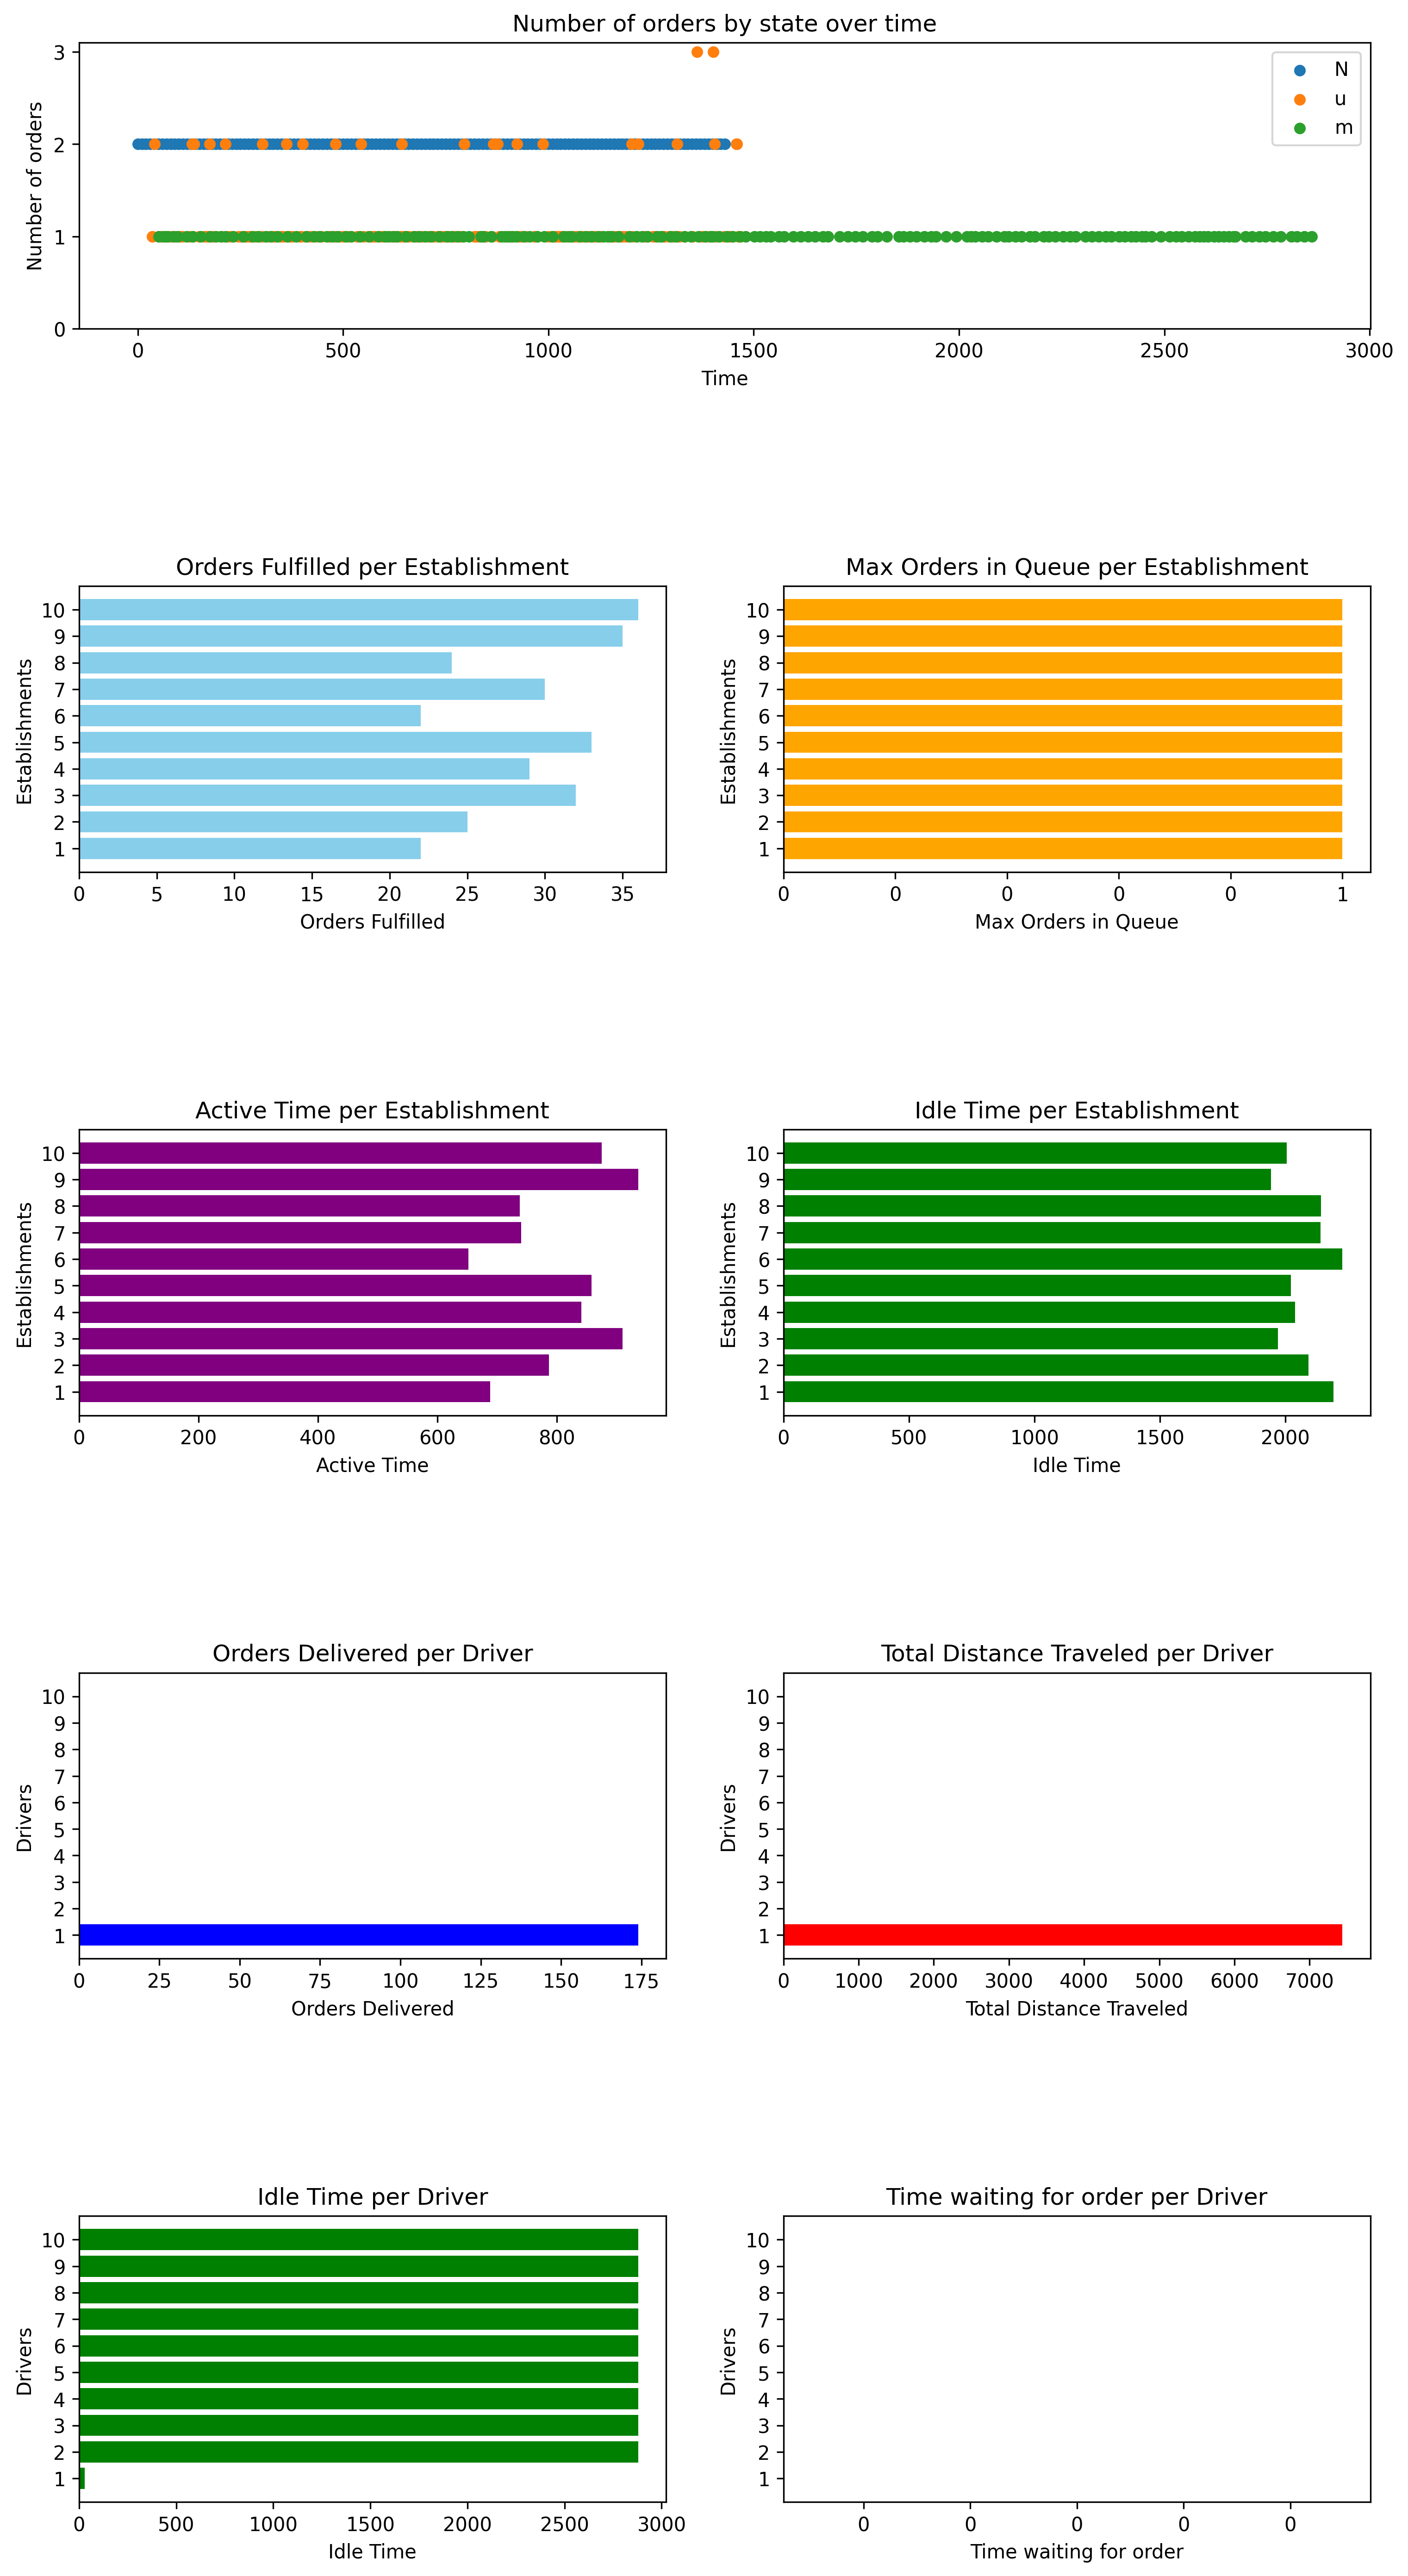 Number of orders by state over time
Number of orders
3
2
1
0
N
u
m
0 500 1000 1500 2000 2500 3000
Time
Orders Fulfilled per Establishment
Establishments
10
9
8
7
6
5
4
3
2
1
0 5 10 15 20 25 30 35
Orders Fulfilled
Max Orders in Queue per Establishment
Establishments
10
9
8
7
6
5
4
3
2
1
0 0 0 0 0 1
Max Orders in Queue
Active Time per Establishment
Establishments
10
9
8
7
6
5
4
3
2
1
0 200 400 600 800
Active Time
Idle Time per Establishment
Establishments
10
9
8
7
6
5
4
3
2
1
0 500 1000 1500 2000
Idle Time
Orders Delivered per Driver
Drivers
10
9
8
7
6
5
4
3
2
1
0 25 50 75 100 125 150 175
Orders Delivered
Total Distance Traveled per Driver
Drivers
10
9
8
7
6
5
4
3
2
1
0 1000 2000 3000 4000 5000 6000 7000
Total Distance Traveled
Idle Time per Driver
Drivers
10
9
8
7
6
5
4
3
2
1
0 500 1000 1500 2000 2500 3000
Idle Time
Time waiting for order per Driver
Drivers
10
9
8
7
6
5
4
3
2
1
0 0 0 0 0
Time waiting for order